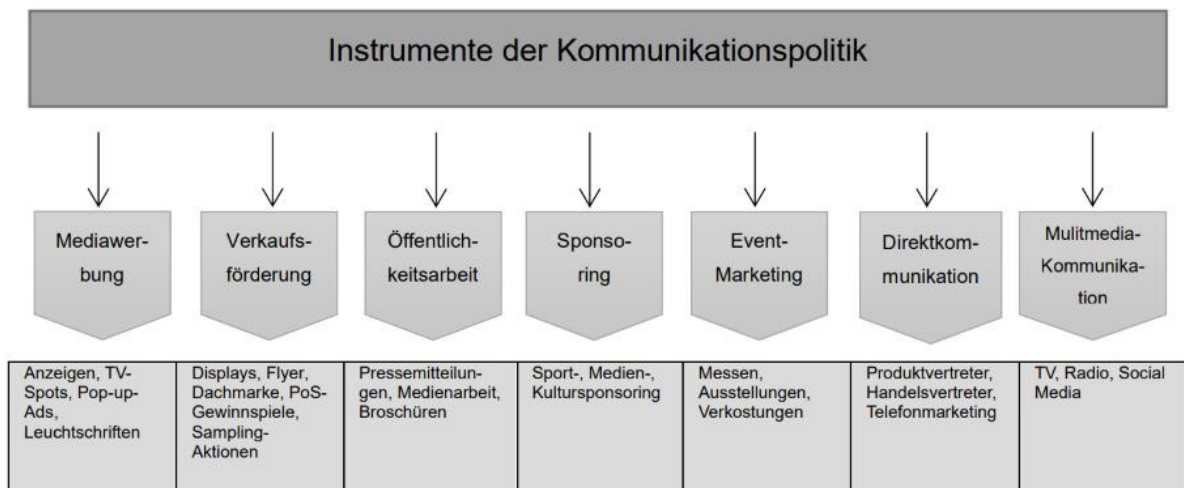 Instrumente der Kommunikationspolitik
Mediawer-
bung
Verkaufs-
förderung
Öffentlich-
keitsarbeit
Sponso-
ring
Event-
Marketing
Direktkom-
munikation
Mulitmedia-
Kommunika-
tion
Anzeigen, TV-
Spots, Pop-up-
Ads,
Leuchtschriften
Displays, Flyer,
Dachmarke, PoS-
Gewinnspiele,
Sampling-
Aktionen
Pressemitteilun-
gen, Medienarbeit,
Broschüren
Sport-, Medien-,
Kultursponsoring
Messen,
Ausstellungen,
Verkostungen
Produktvertreter,
Handelsvertreter,
Telefonmarketing
TV, Radio, Social
Media